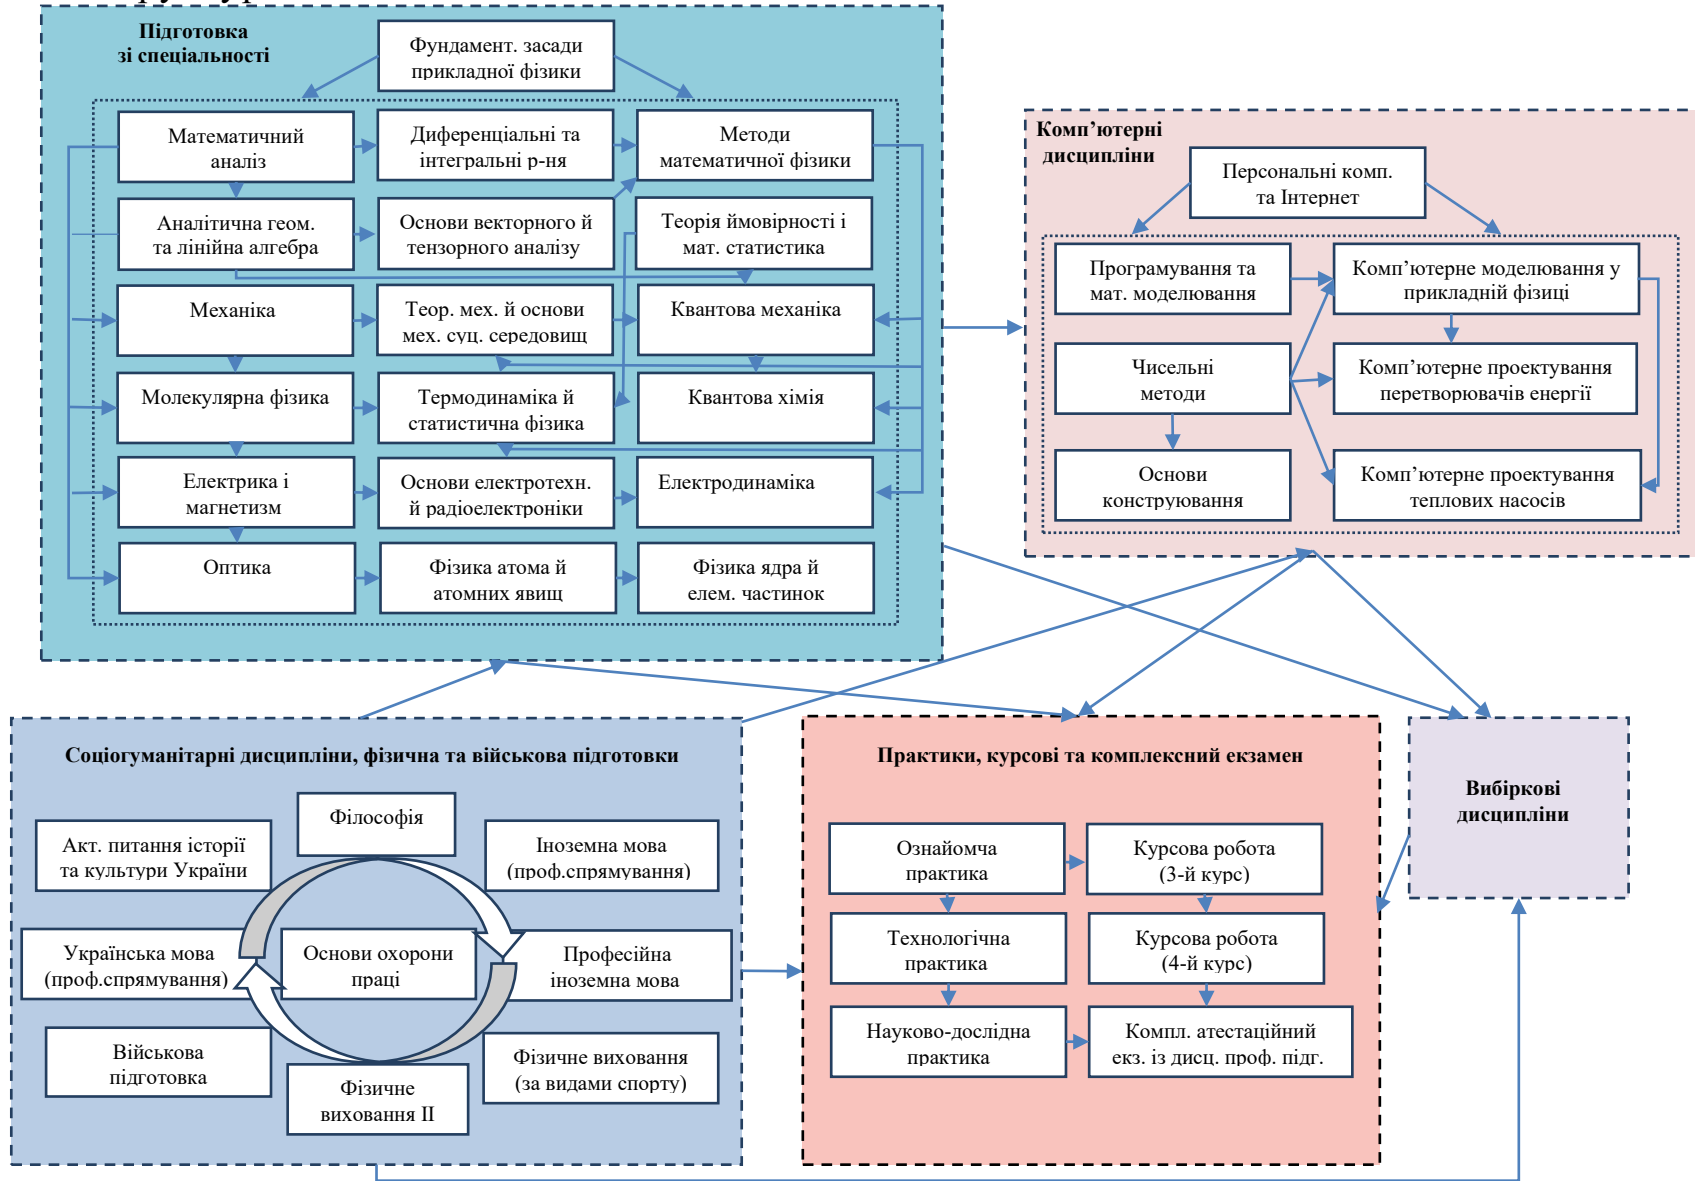 Підготовка
зі спеціальності
Фундамент. засади
прикладної фізики
Математичний
аналіз
Диференціальні та
інтегральні р-ня
Методи
математичної фізики
Аналітична геом.
та лінійна алгебра
Основи векторного й
тензорного аналізу
Теорія ймовірності і
мат. статистика
Механіка
Теор. мех. й основи
мех. суц. середовищ
Квантова механіка
Молекулярна фізика
Термодинаміка й
статистична фізика
Квантова хімія
Електрика і
магнетизм
Основи електротехн.
й радіоелектроніки
Електродинаміка
Оптика
Фізика атома й
атомних явищ
Фізика ядра й
елем. частинок
Комп’ютерні
дисципліни
Персональні комп.
та Інтернет
Програмування та
мат. моделювання
Комп’ютерне моделювання у
прикладній фізиці
Чисельні
методи
Комп’ютерне проектування
перетворювачів енергії
Основи
конструювання
Комп’ютерне проектування
теплових насосів
Соціогуманітарні дисципліни, фізична та військова підготовки
Філософія
Акт. питання історії
та культури України
Іноземна мова
(проф.спрямування)
Українська мова
(проф.спрямування)
Основи охорони
праці
Професійна
іноземна мова
Військова
підготовка
Фізичне
виховання ІІ
Фізичне виховання
(за видами спорту)
Практики, курсові та комплексний екзамен
Ознайомча
практика
Курсова робота
(3-й курс)
Технологічна
практика
Курсова робота
(4-й курс)
Науково-дослідна
практика
Компл. атестаційний
екз. із дисц. проф. підг.
Вибіркові
дисципліни